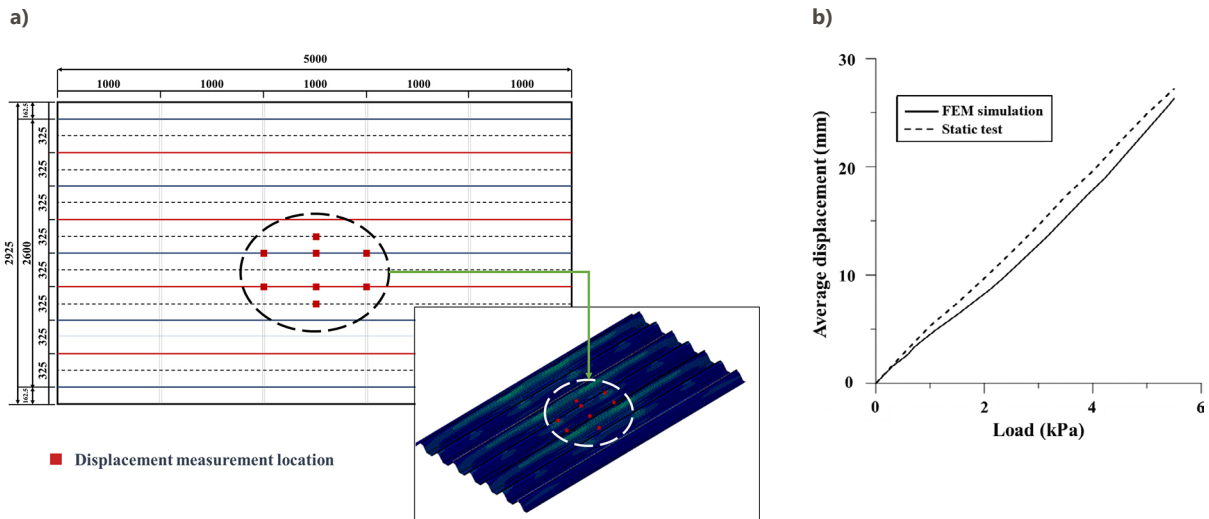 a)
5000
1000 1000 1000 1000 1000
2925
162.5
2600
325
325
325
325
325
325
325
325
162.5
Displacement measurement location
b)
30
FEM simulation
Static test
20
10
0
Average displacement (mm)
0 2 4 6
Load (kPa)